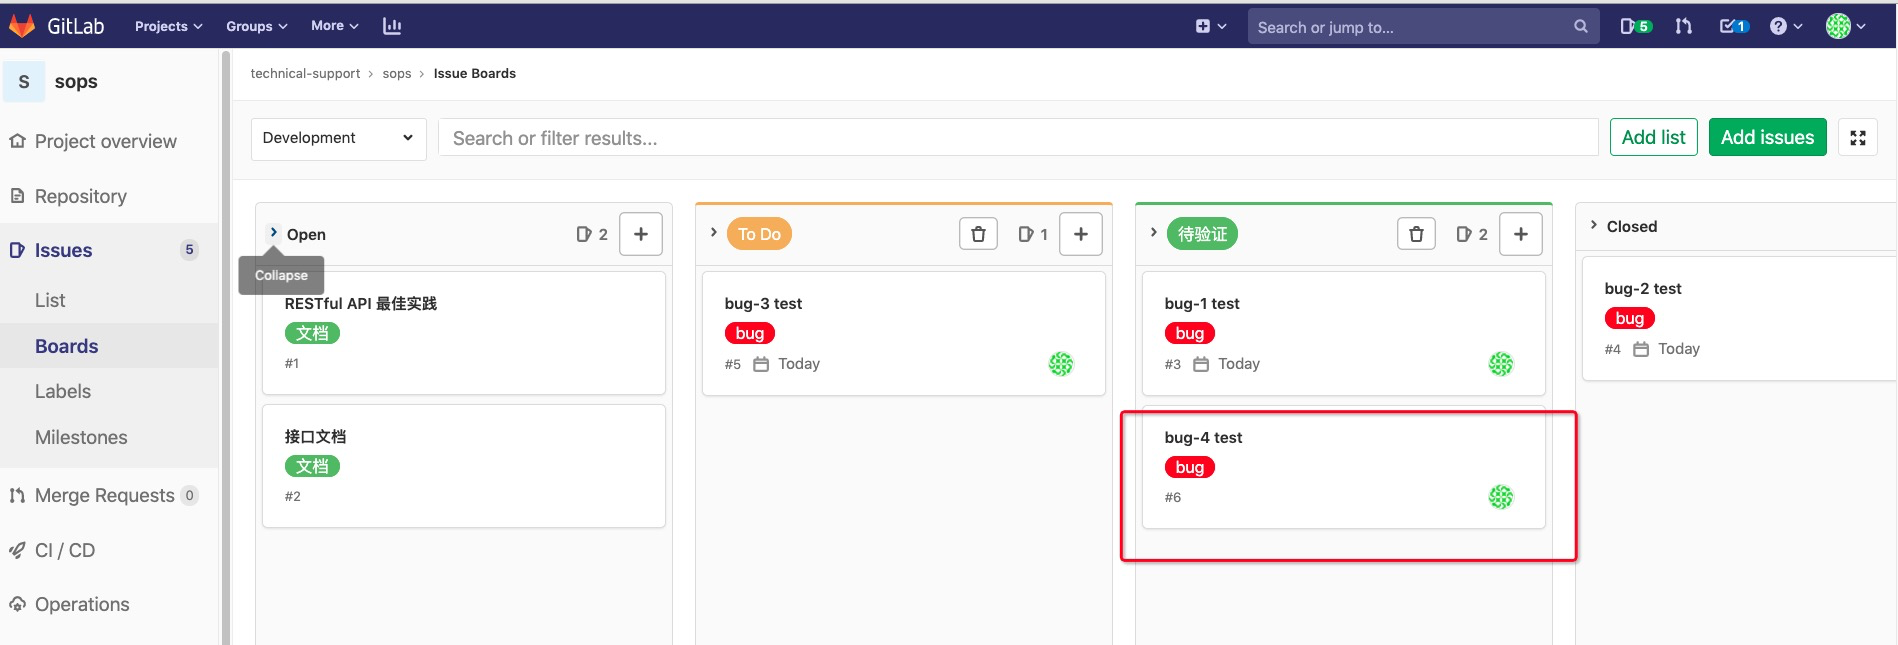 GitLab Projects Groups More Search or jump to... 5 1
S sops
technical-support › sops › Issue Boards
Project overview
Repository
Issues 5
List
Boards
Labels
Milestones
Merge Requests 0
CI / CD
Operations
Development Search or filter results... Add list Add issues
Open 2
Collapse
RESTful API 最佳实践
文档
#1
接口文档
文档
#2
To Do 1
bug-3 test
bug
#5 Today
待验证 2
bug-1 test
bug
#3 Today
bug-4 test
bug
#6
Closed
bug-2 test
bug
#4 Today